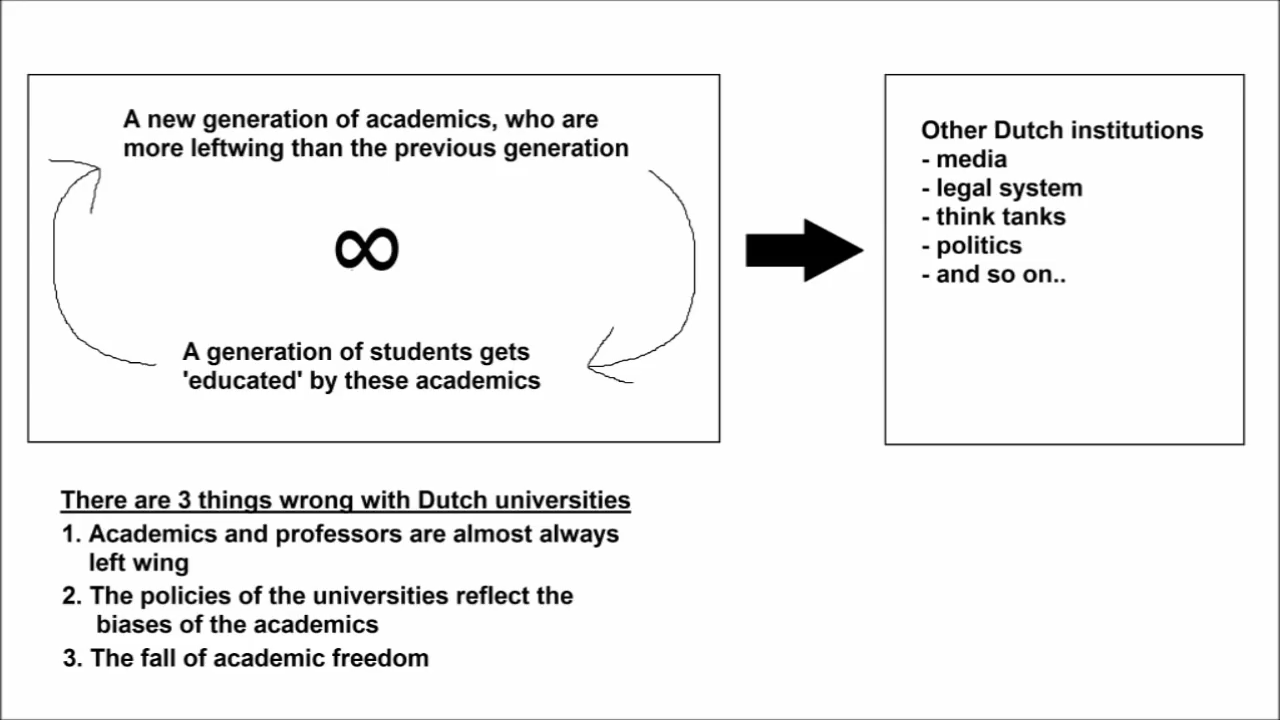 A new generation of academics, who are
more leftwing than the previous generation
∞
A generation of students gets
'educated' by these academics
Other Dutch institutions
- media
- legal system
- think tanks
- politics
- and so on..
There are 3 things wrong with Dutch universities
1. Academics and professors are almost always
left wing
2. The policies of the universities reflect the
biases of the academics
3. The fall of academic freedom